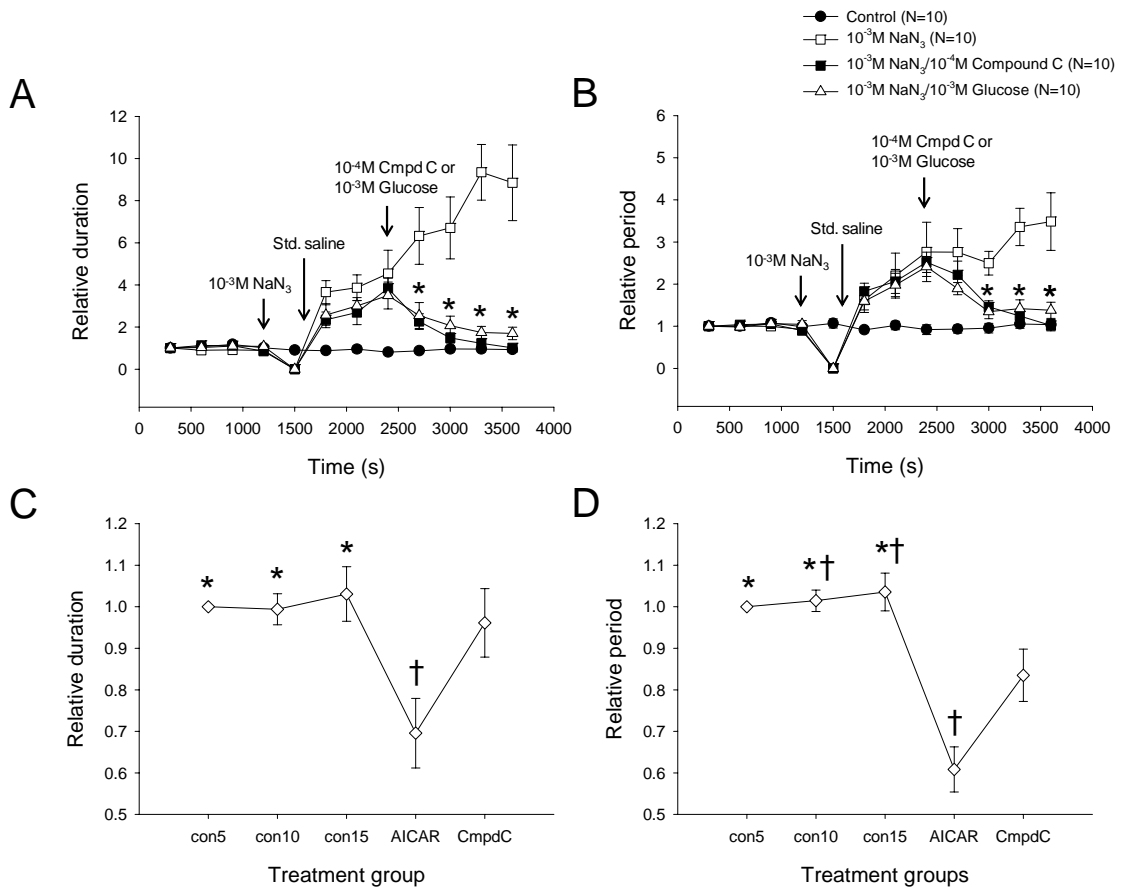 Control (N=10)
10⁻³M NaN₃ (N=10)
10⁻³M NaN₃/10⁻⁴M Compound C (N=10)
10⁻³M NaN₃/10⁻³M Glucose (N=10)
A
Relative duration
12
10
8
6
4
2
0
10⁻³M NaN₃
Std. saline
10⁻⁴M Cmpd C or
10⁻³M Glucose
* * * *
0 500 1000 1500 2000 2500 3000 3500 4000
Time (s)
B
Relative period
6
5
4
3
2
1
0
10⁻³M NaN₃
Std. saline
10⁻⁴M Cmpd C or
10⁻³M Glucose
* * *
0 500 1000 1500 2000 2500 3000 3500 4000
Time (s)
C
Relative duration
1.2
1.1
1.0
0.9
0.8
0.7
0.6
0.5
* * * †
con5 con10 con15 AICAR CmpdC
Treatment group
D
Relative period
1.2
1.1
1.0
0.9
0.8
0.7
0.6
0.5
* *† *† †
con5 con10 con15 AICAR CmpdC
Treatment groups